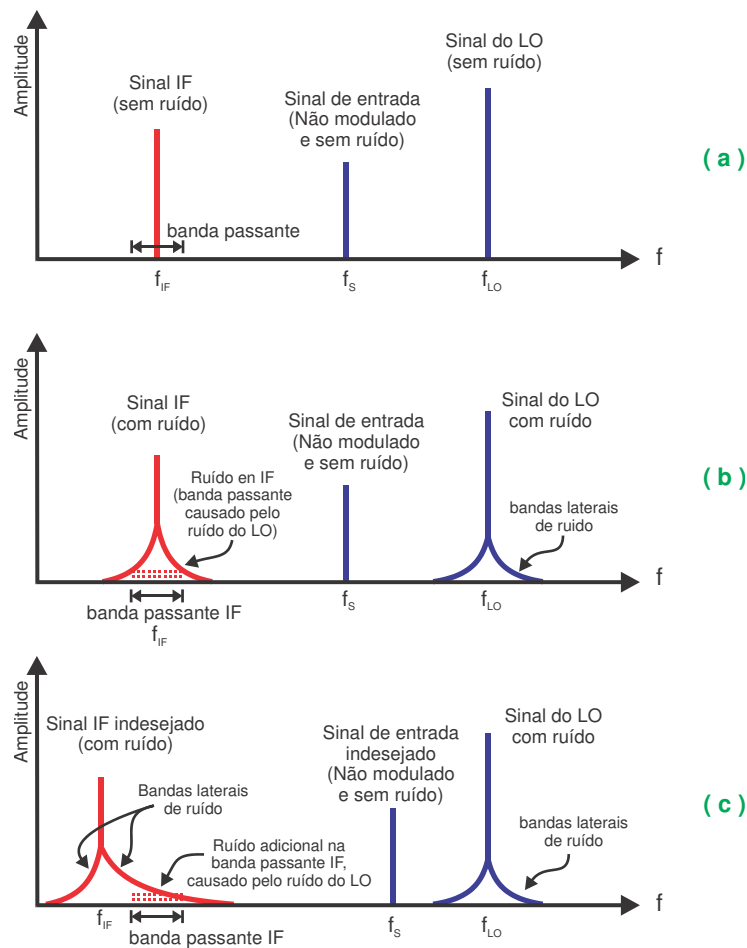 Amplitude
Sinal IF
(sem ruído)
Sinal de entrada
(Não modulado
e sem ruído)
Sinal do LO
(sem ruído)
( a )
banda passante
f
fIF
fS
fLO
Amplitude
Sinal IF
(com ruído)
Sinal de entrada
(Não modulado
e sem ruído)
Sinal do LO
com ruído
( b )
Ruído en IF
(banda passante
causado pelo
ruído do LO)
bandas laterais
de ruido
f
banda passante IF
fIF
fS
fLO
Amplitude
Sinal IF indesejado
(com ruído)
Sinal de entrada
indesejado
(Não modulado
e sem ruído)
Sinal do LO
com ruído
( c )
Bandas laterais
de ruído
Ruído adicional na
banda passante IF,
causado pelo ruído do LO
bandas laterais
de ruído
f
fIF
fS
fLO
banda passante IF